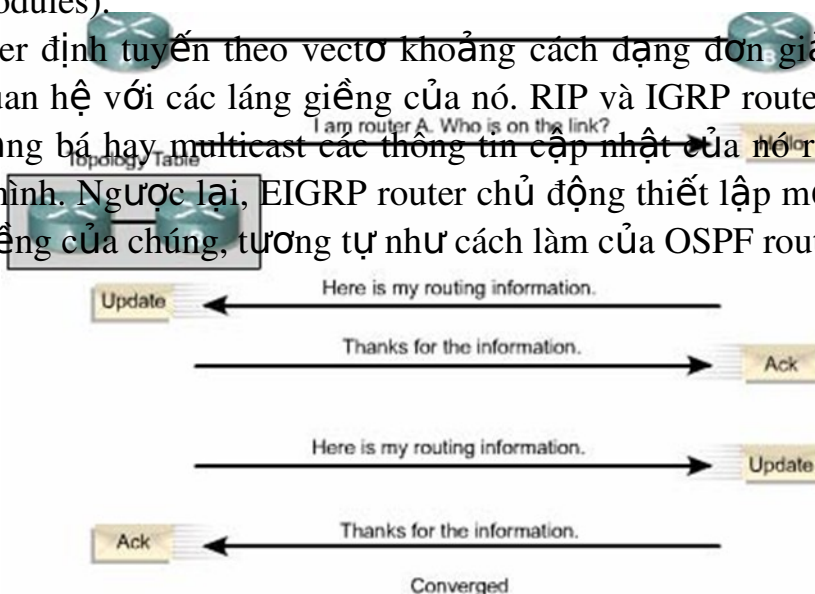 odules).
er định tuyến theo vectơ khoảng cách dạng đơn giả
uan hệ với các láng giềng của nó. RIP và IGRP route
I am router A. Who is on the link?
ng bá hay multicast các thông tin cập nhật của nó r
Hello
Topology Table
hình. Ngược lại, EIGRP router chủ động thiết lập mố
ềng của chúng, tương tự như cách làm của OSPF rout
Here is my routing information.
Update
Thanks for the information.
Ack
Here is my routing information.
Update
Thanks for the information.
Ack
Converged